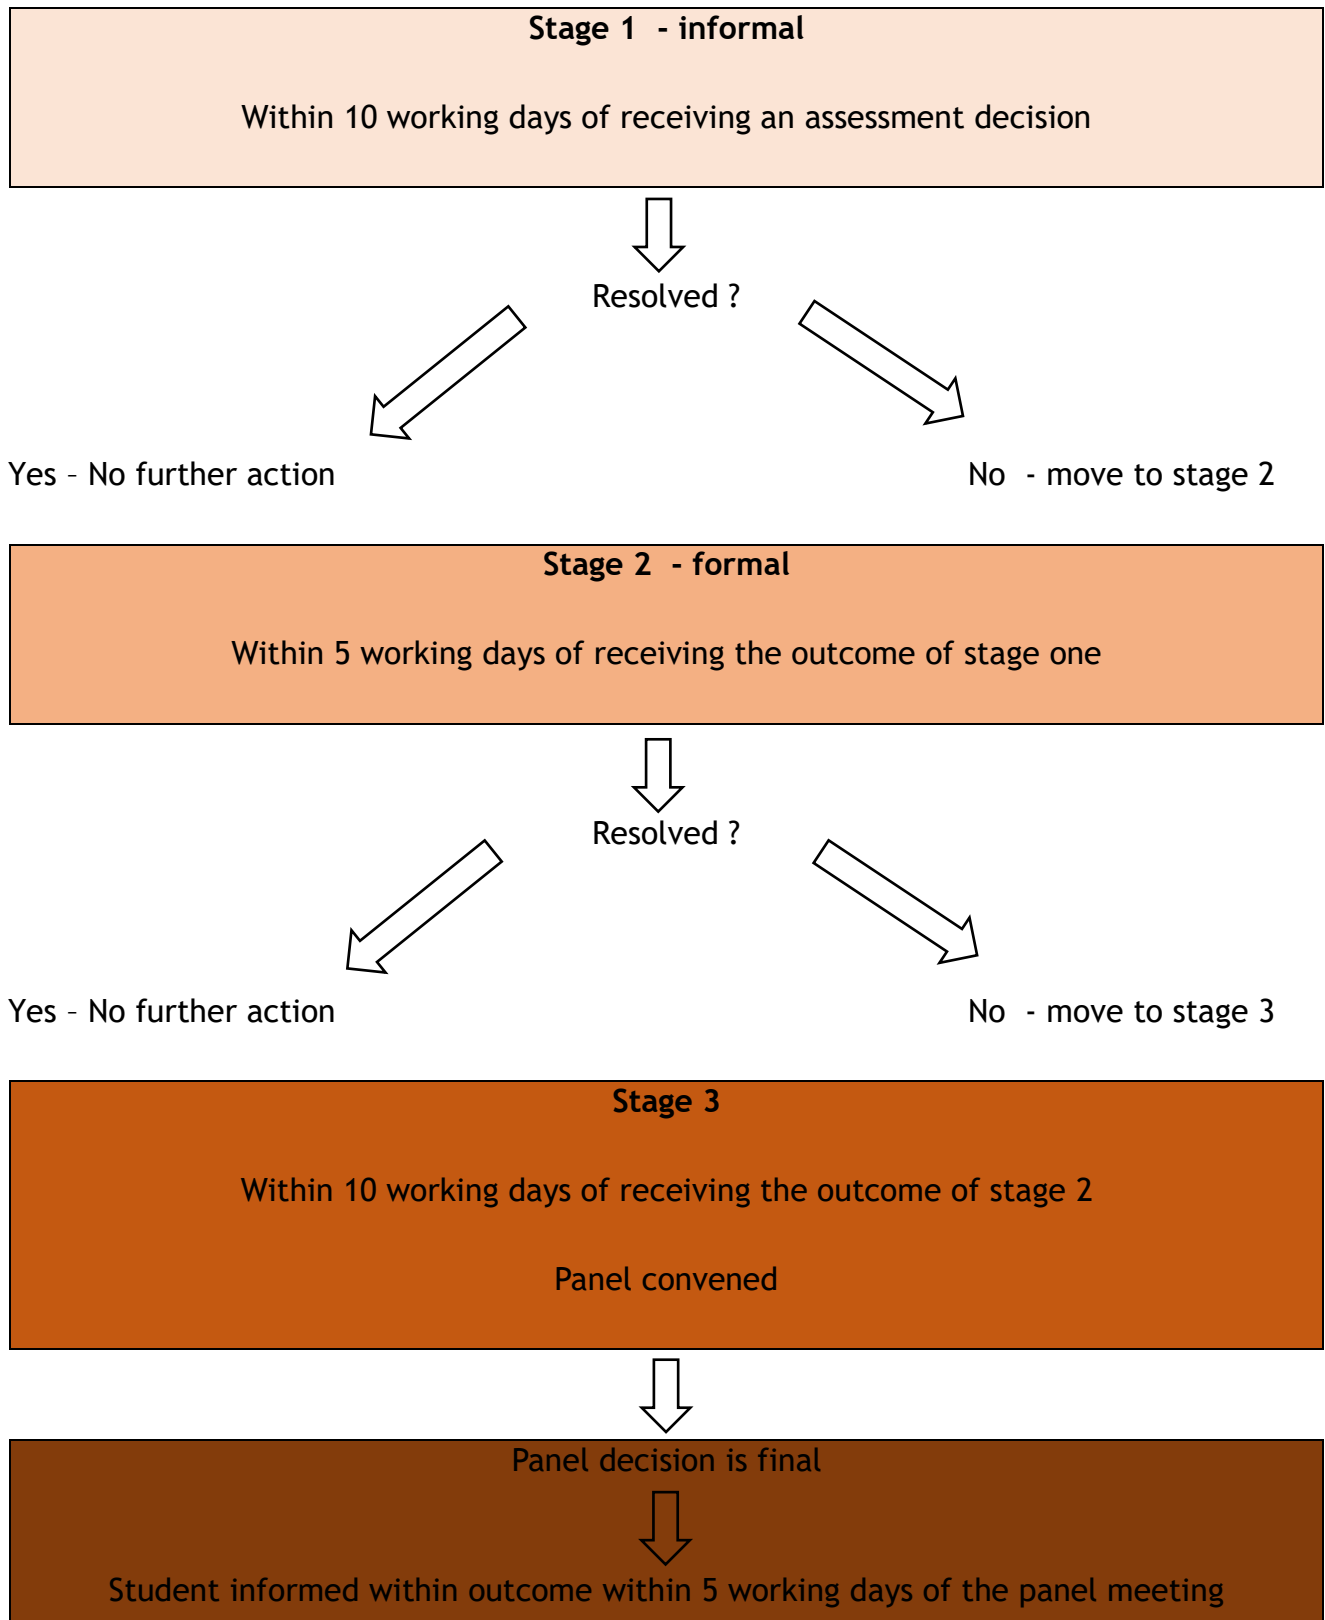 Stage 1  - informal
Within 10 working days of receiving an assessment decision
Resolved ?
Yes – No further action
No  - move to stage 2
Stage 2  - formal
Within 5 working days of receiving the outcome of stage one
Resolved ?
Yes – No further action
No  - move to stage 3
Stage 3
Within 10 working days of receiving the outcome of stage 2
Panel convened
Panel decision is final
Student informed within outcome within 5 working days of the panel meeting